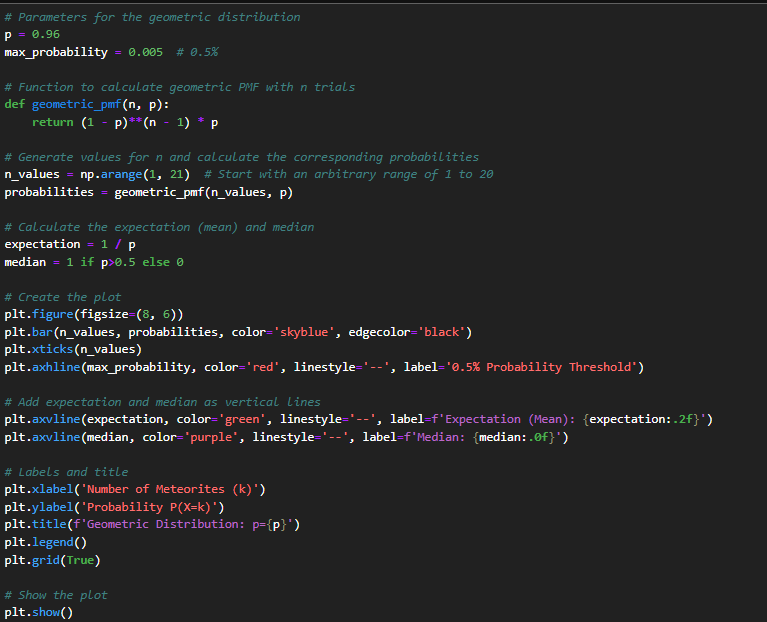 # Parameters for the geometric distribution
p = 0.96
max_probability = 0.005  # 0.5%

# Function to calculate geometric PMF with n trials
def geometric_pmf(n, p):
    return (1 - p)**(n - 1) * p

# Generate values for n and calculate the corresponding probabilities
n_values = np.arange(1, 21)  # Start with an arbitrary range of 1 to 20
probabilities = geometric_pmf(n_values, p)

# Calculate the expectation (mean) and median
expectation = 1 / p
median = 1 if p>0.5 else 0

# Create the plot
plt.figure(figsize=(8, 6))
plt.bar(n_values, probabilities, color='skyblue', edgecolor='black')
plt.xticks(n_values)
plt.axhline(max_probability, color='red', linestyle='--', label='0.5% Probability Threshold')

# Add expectation and median as vertical lines
plt.axvline(expectation, color='green', linestyle='--', label=f'Expectation (Mean): {expectation:.2f}')
plt.axvline(median, color='purple', linestyle='--', label=f'Median: {median:.0f}')

# Labels and title
plt.xlabel('Number of Meteorites (k)')
plt.ylabel('Probability P(X=k)')
plt.title(f'Geometric Distribution: p={p}')
plt.legend()
plt.grid(True)

# Show the plot
plt.show()